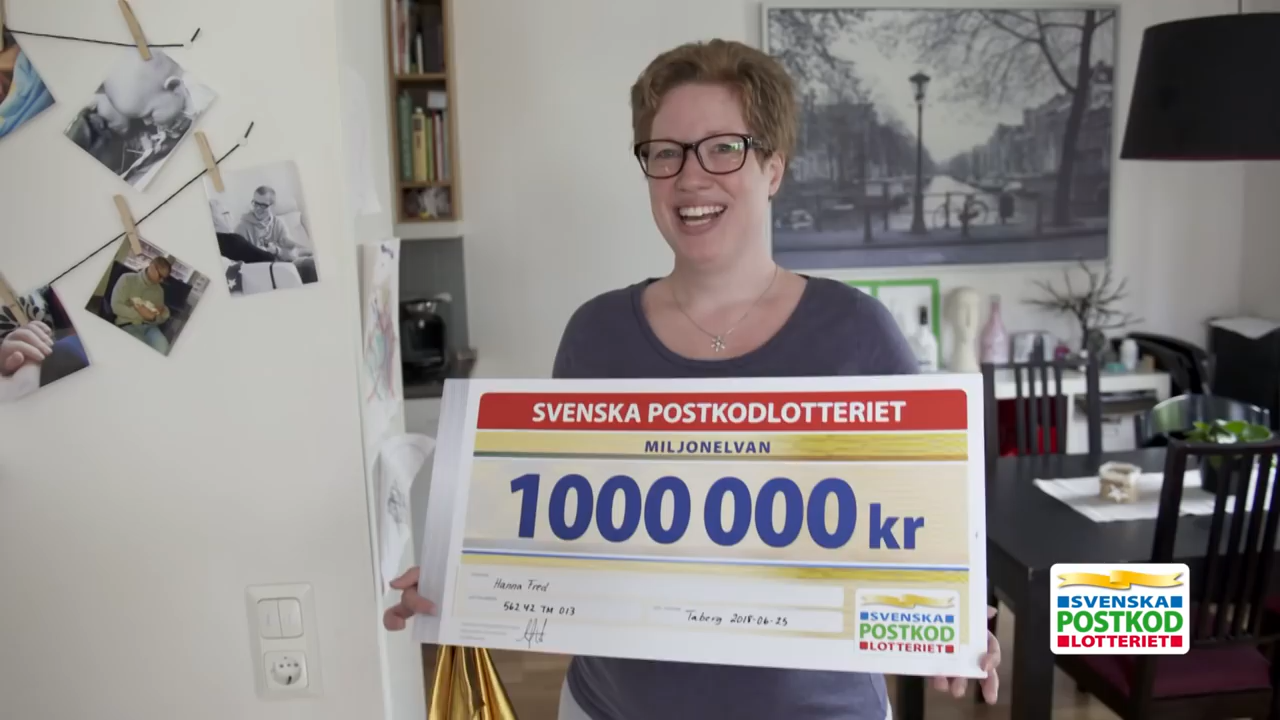 SVENSKA POSTKODLOTTERIET
MILJONELVAN
1000 000 kr
Hanna Fred
562 42 TM 013
Taberg 2018-06-25
SVENSKA
POSTKOD
LOTTERIET
SVENSKA
POSTKOD
LOTTERIET